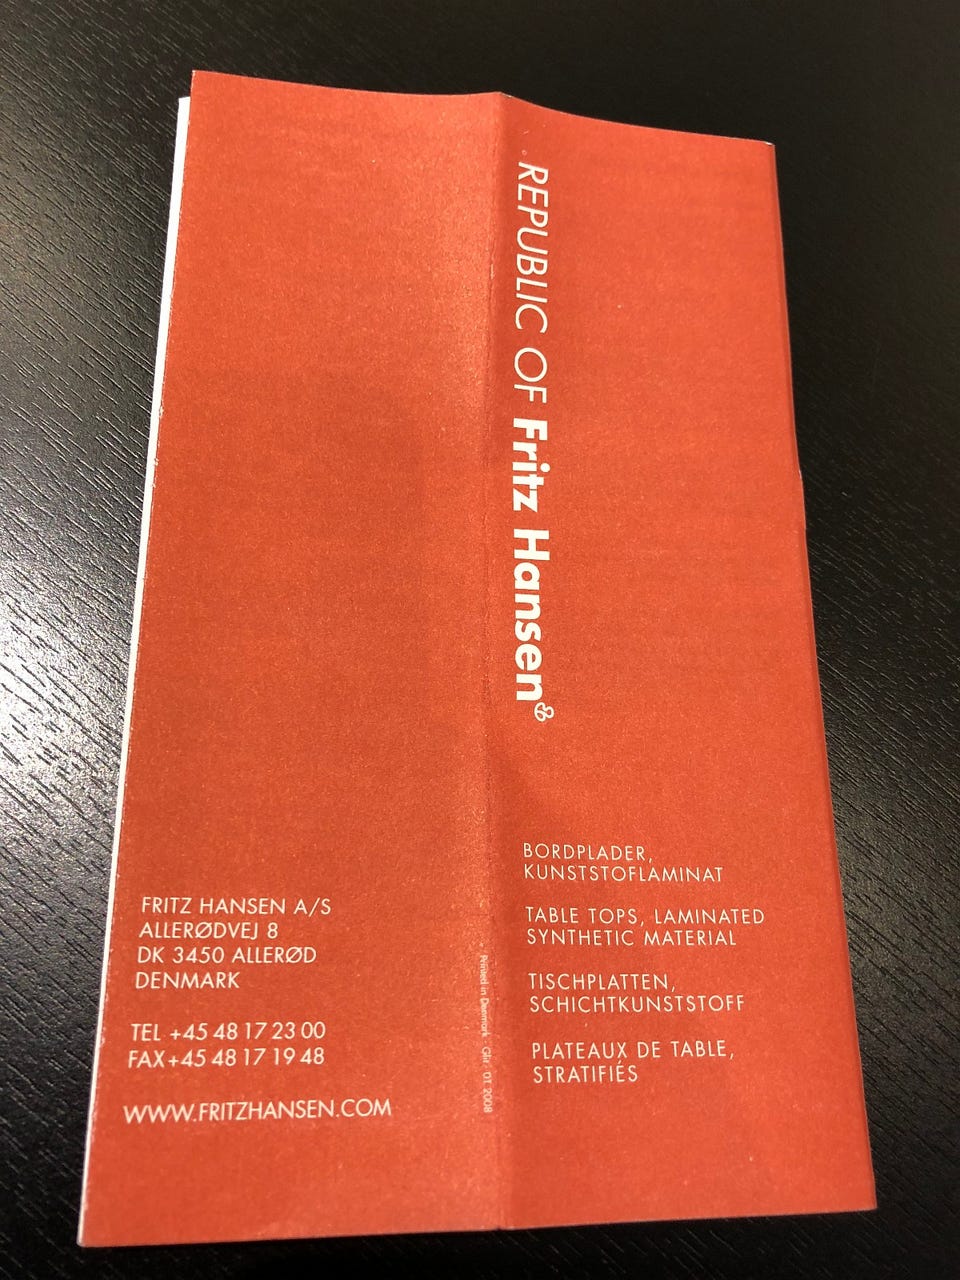 REPUBLIC OF Fritz Hansen
BORDPLADER,
KUNSTSTOFLAMINAT
TABLE TOPS, LAMINATED
SYNTHETIC MATERIAL
TISCHPLATTEN,
SCHICHTKUNSTSTOFF
PLATEAUX DE TABLE,
STRATIFIÉS
FRITZ HANSEN A/S
ALLERØDVEJ 8
DK 3450 ALLERØD
DENMARK
TEL +45 48 17 23 00
FAX+45 48 17 19 48
WWW.FRITZHANSEN.COM
Printed in Denmark · 01 2008